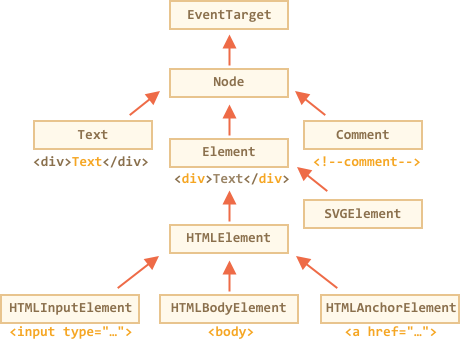 EventTarget
Node
Text
Element
Comment
<div>Text</div>
<div>Text</div>
<!--comment-->
SVGElement
HTMLElement
HTMLInputElement
HTMLBodyElement
HTMLAnchorElement
<input type="…">
<body>
<a href="…">